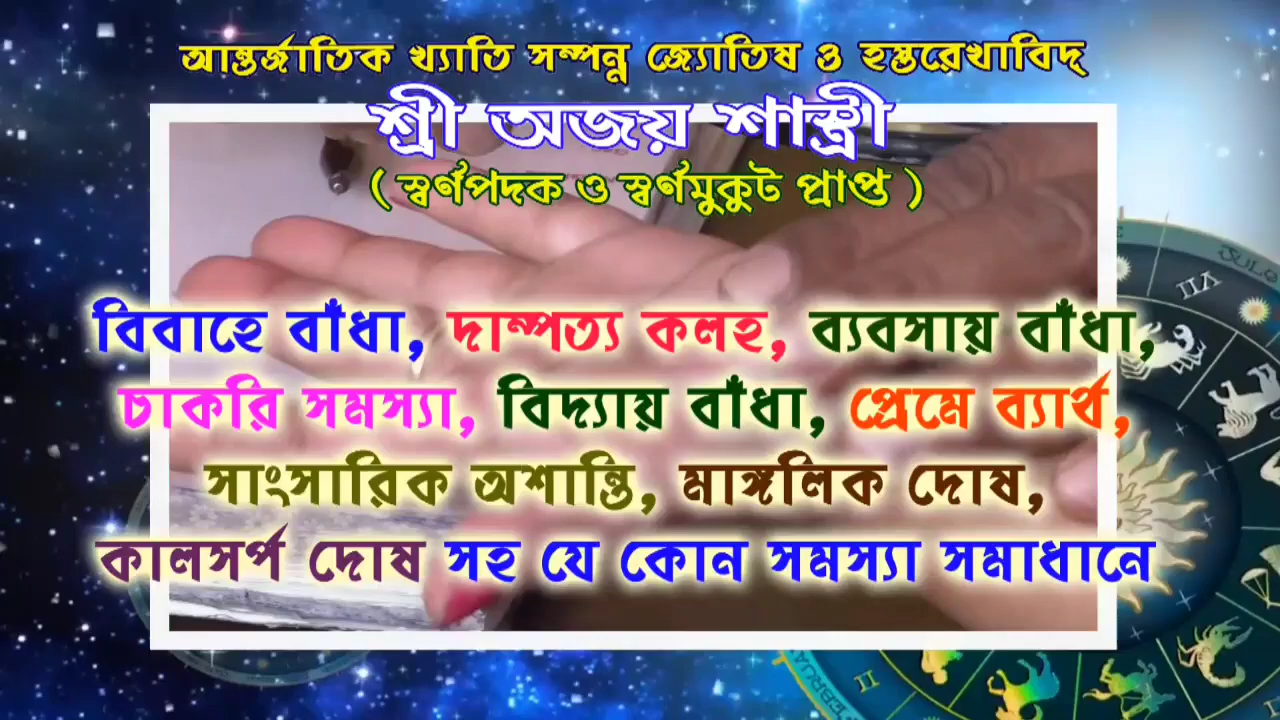 আন্তর্জাতিক খ্যাতি সম্পন্ন জ্যোতিষ ও হস্তরেখাবিদ্
শ্রী অজয় শাস্ত্রী
( স্বর্ণপদক ও স্বর্ণমুকুট প্রাপ্ত )
বিবাহে বাঁধা, দাম্পত্য কলহ, ব্যবসায় বাঁধা,
চাকরি সমস্যা, বিদ্যায় বাঁধা, প্রেমে ব্যার্থ,
সাংসারিক অশান্তি, মাঙ্গলিক দোষ,
কালসর্প দোষ সহ যে কোন সমস্যা সমাধানে